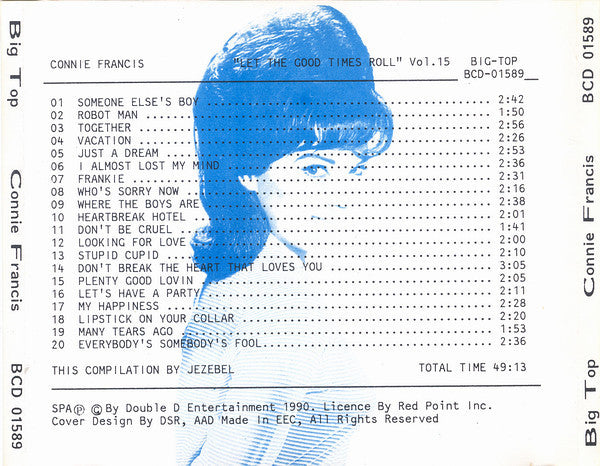 Big Top Connie Francis BCD 01589
CONNIE FRANCIS "LET THE GOOD TIMES ROLL" Vol.15 BIG-TOP
BCD-01589
01 SOMEONE ELSE'S BOY 2:42
02 ROBOT MAN 1:50
03 TOGETHER 2:56
04 VACATION 2:26
05 JUST A DREAM 2:53
06 I ALMOST LOST MY MIND 2:36
07 FRANKIE 2:31
08 WHO'S SORRY NOW 2:16
09 WHERE THE BOYS ARE 2:38
10 HEARTBREAK HOTEL 2:01
11 DON'T BE CRUEL 1:41
12 LOOKING FOR LOVE 2:00
13 STUPID CUPID 2:10
14 DON'T BREAK THE HEART THAT LOVES YOU 3:05
15 PLENTY GOOD LOVIN 2:05
16 LET'S HAVE A PARTY 2:11
17 MY HAPPINESS 2:28
18 LIPSTICK ON YOUR COLLAR 2:20
19 MANY TEARS AGO 1:53
20 EVERYBODY'S SOMEBODY'S FOOL 2:36
THIS COMPILATION BY JEZEBEL TOTAL TIME 49:13
SPA℗ © By Double D Entertainment 1990. Licence By Red Point Inc.
Cover Design By DSR, AAD Made In EEC, All Rights Reserved
Big Top Connie Francis BCD 01589